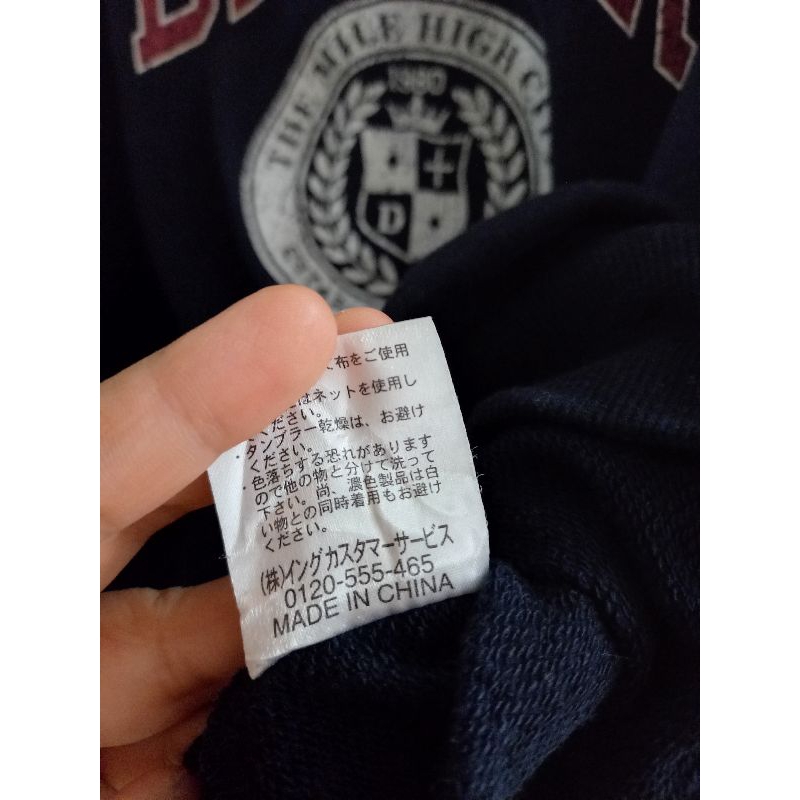 THE MILE HIGH
1980
D
布をご使用
はネットを使用し
ください。
・タンブラー乾燥は、お避け
ください。
・色落ちする恐れがあります
ので他の物と分けて洗って
下さい。尚、濃色製品は白
い物との同時着用もお避け
ください。
(株)イングカスタマーサービス
0120-555-465
MADE IN CHINA